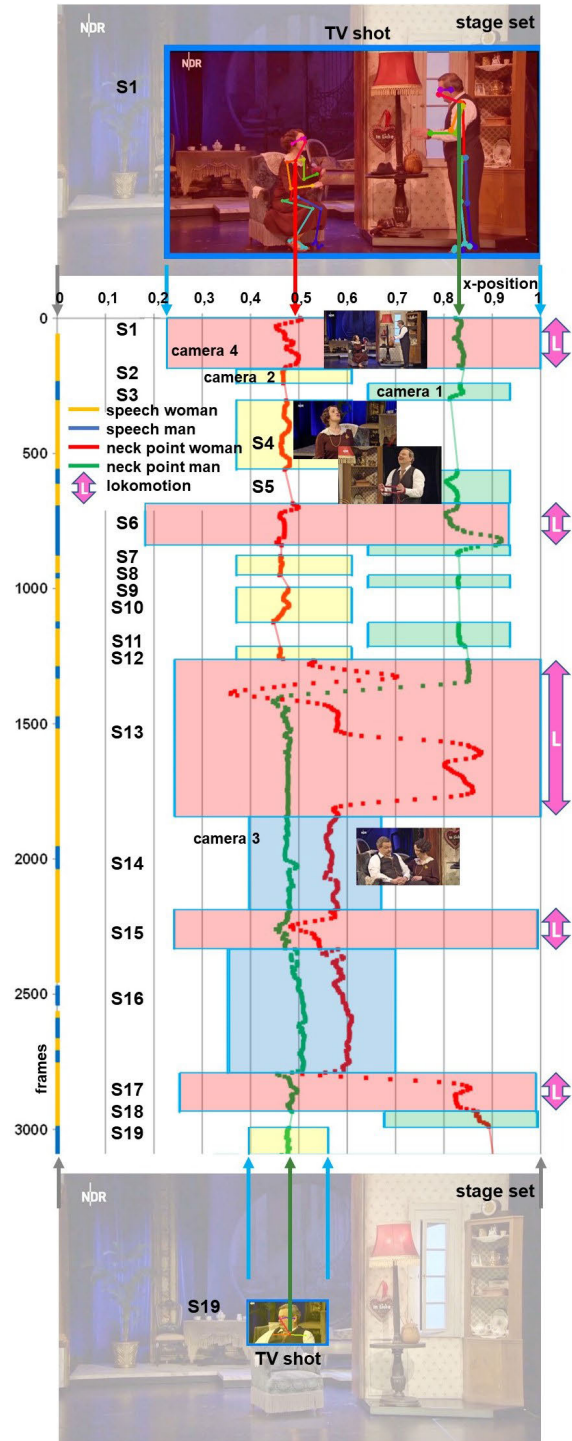 NDR
stage set
TV shot
NDR
S1
x-position
0
0,2
0,3
0,4
0,5
0,6
0,7
0,8
0,9
1
0
S1
camera 4
S2
camera 2
S3
camera 1
speech woman
speech man
500
S4
neck point woman
neck point man
L
lokomotion
S5
L
S6
L
S7
S8
1000
S9
S10
S11
S12
1500
S13
L
camera 3
2000
S14
S15
L
2500
S16
frames
S17
L
S18
3000
S19
NDR
stage set
S19
TV shot